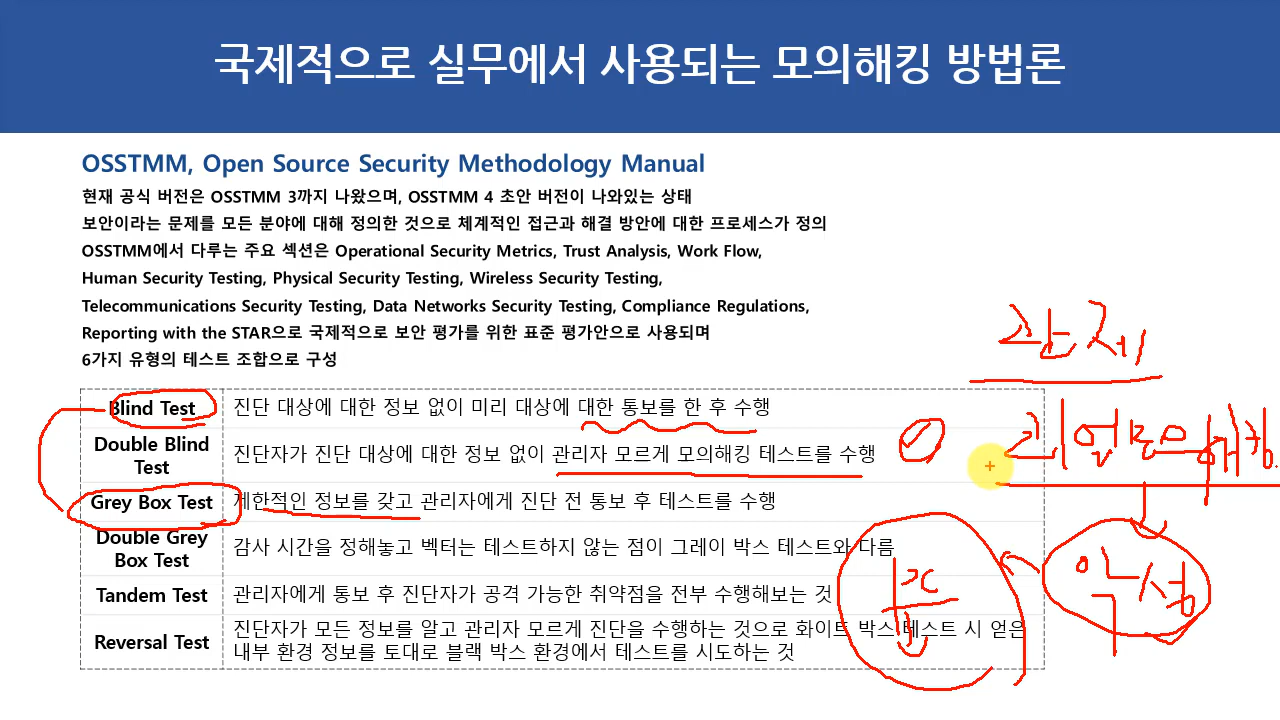 국제적으로 실무에서 사용되는 모의해킹 방법론
OSSTMM, Open Source Security Methodology Manual
현재 공식 버전은 OSSTMM 3까지 나왔으며, OSSTMM 4 초안 버전이 나와있는 상태
보안이라는 문제를 모든 분야에 대해 정의한 것으로 체계적인 접근과 해결 방안에 대한 프로세스가 정의
OSSTMM에서 다루는 주요 섹션은 Operational Security Metrics, Trust Analysis, Work Flow,
Human Security Testing, Physical Security Testing, Wireless Security Testing,
Telecommunications Security Testing, Data Networks Security Testing, Compliance Regulations,
Reporting with the STAR으로 국제적으로 보안 평가를 위한 표준 평가안으로 사용되며
6가지 유형의 테스트 조합으로 구성
관제
Blind Test 진단 대상에 대한 정보 없이 미리 대상에 대한 통보를 한 후 수행
Double Blind
Test
진단자가 진단 대상에 대한 정보 없이 관리자 모르게 모의해킹 테스트를 수행
리얼모의해킹
Grey Box Test 제한적인 정보를 갖고 관리자에게 진단 전 통보 후 테스트를 수행
Double Grey
Box Test
감사 시간을 정해놓고 벡터는 테스트하지 않는 점이 그레이 박스 테스트와 다름
악성
Tandem Test 관리자에게 통보 후 진단자가 공격 가능한 취약점을 전부 수행해보는 것
Reversal Test
진단자가 모든 정보를 알고 관리자 모르게 진단을 수행하는 것으로 화이트 박스 테스트 시 얻은
내부 환경 정보를 토대로 블랙 박스 환경에서 테스트를 시도하는 것